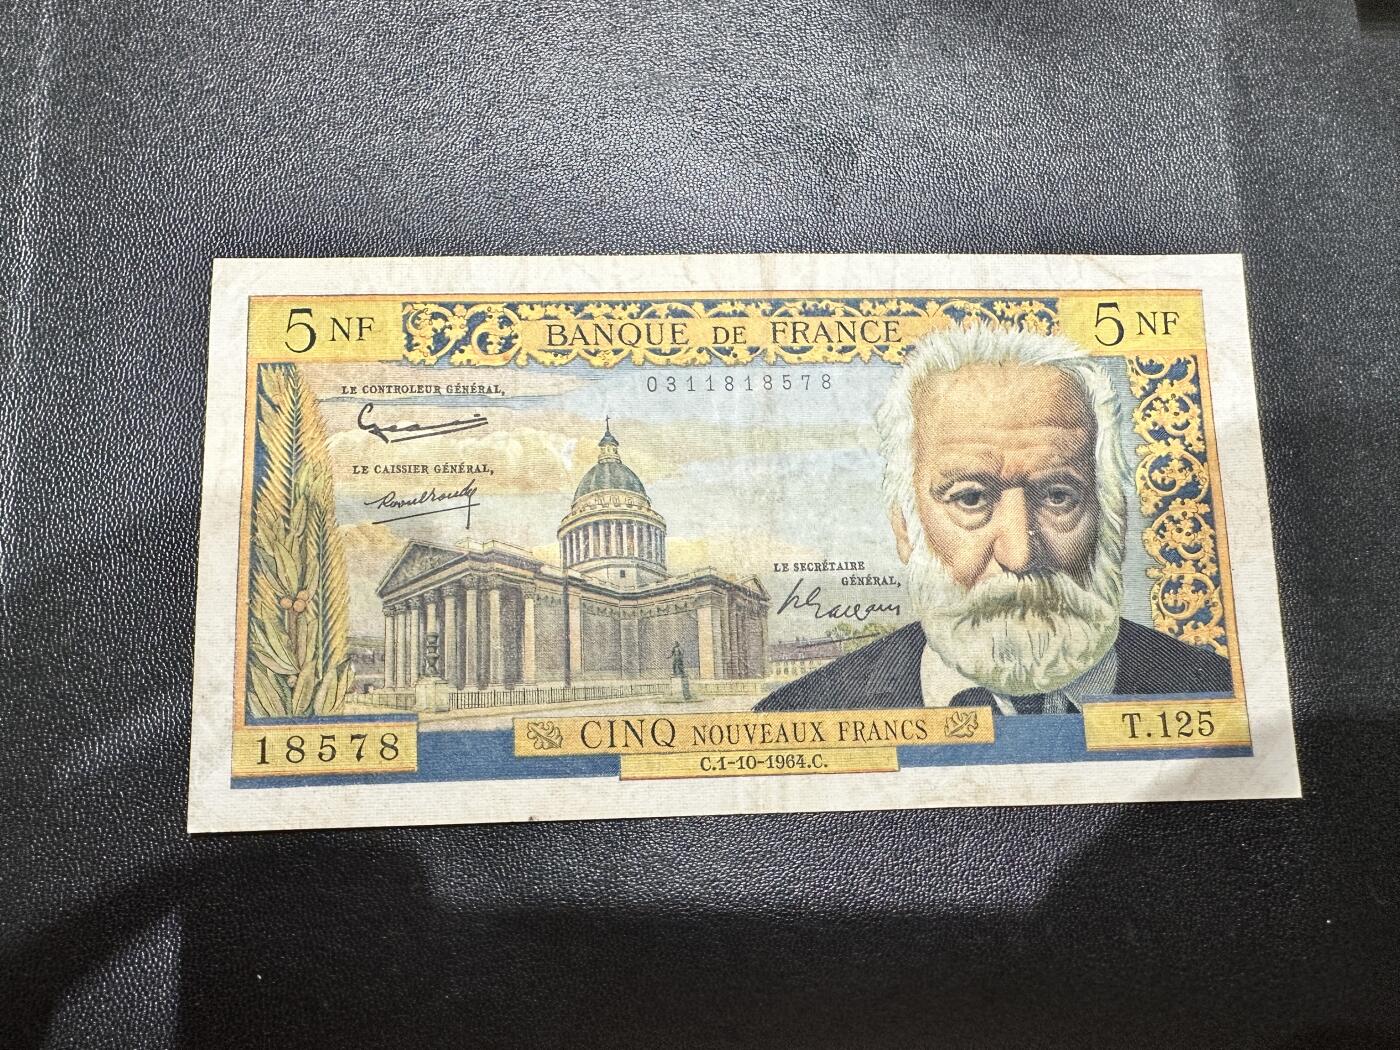 5 NF
BANQUE DE FRANCE
5 NF
0311818578
LE CONTROLEUR GÉNÉRAL,
LE CAISSIER GÉNÉRAL,
LE SECRÉTAIRE
GÉNÉRAL,
CINQ NOUVEAUX FRANCS
T.125
18578
C.1-10-1964.C.